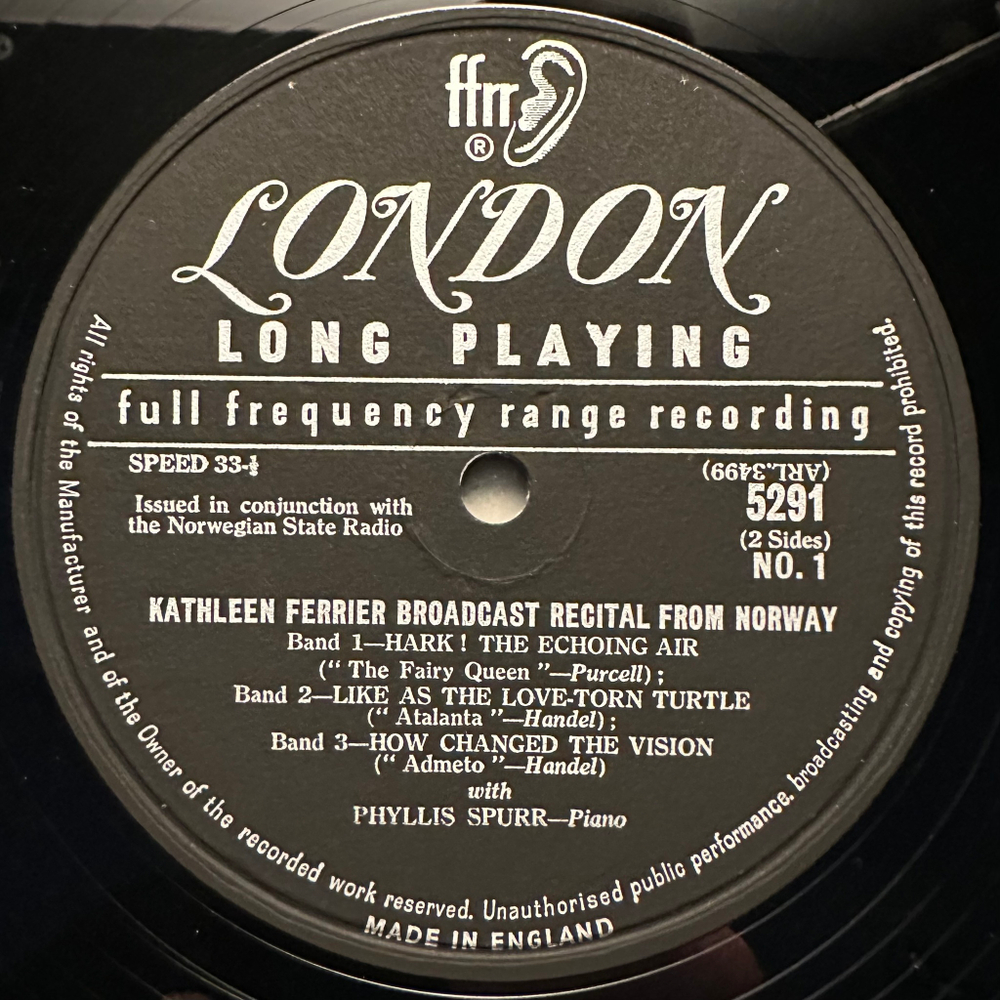 ffrr
®
LONDON
LONG PLAYING
full frequency range recording
SPEED 33-⅓
(ARL.3499)
Issued in conjunction with
the Norwegian State Radio
5291
(2 Sides)
NO. 1
KATHLEEN FERRIER BROADCAST RECITAL FROM NORWAY
Band 1—HARK! THE ECHOING AIR
(“ The Fairy Queen ”—Purcell) ;
Band 2—LIKE AS THE LOVE-TORN TURTLE
(“ Atalanta ”—Handel) ;
Band 3—HOW CHANGED THE VISION
(“ Admeto ”—Handel)
with
PHYLLIS SPURR—Piano
All rights of the Manufacturer and of the Owner of the recorded work reserved. Unauthorised public performance, broadcasting and copying of this record prohibited.
MADE IN ENGLAND